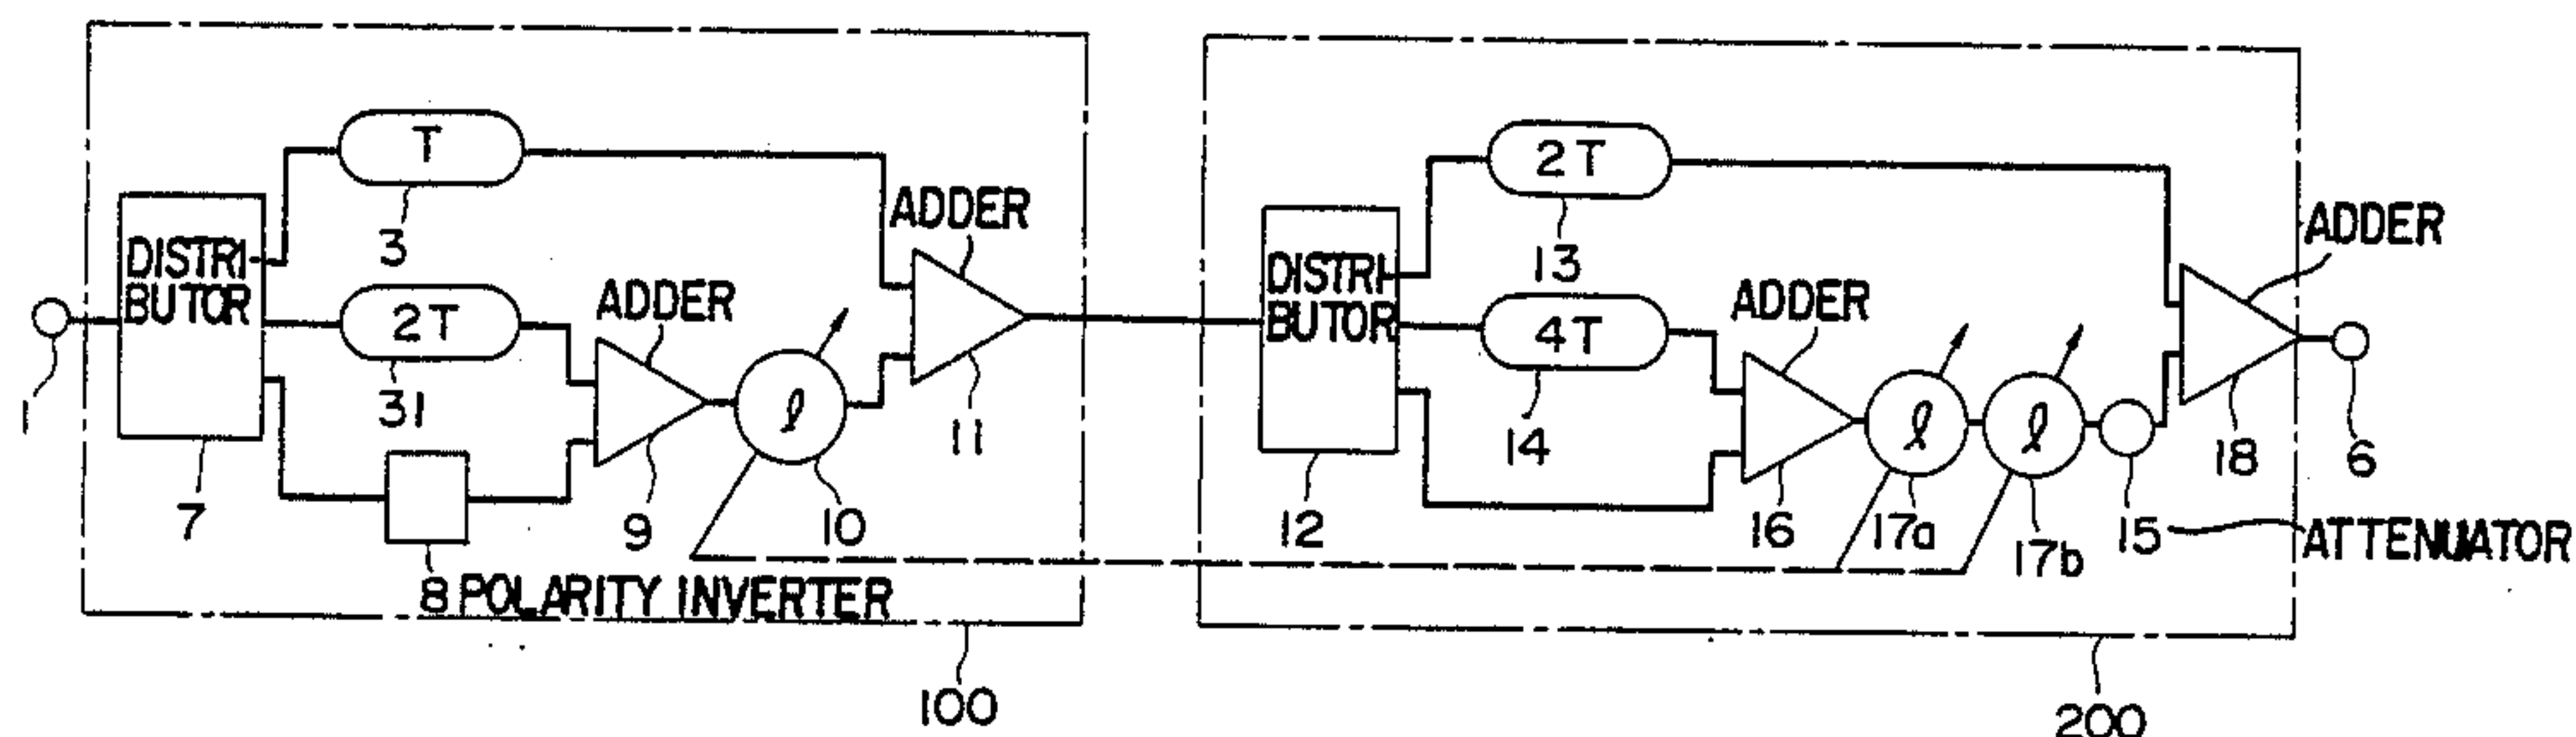 T
3
DISTRI-
BUTOR
7
1
2T
31
8 POLARITY INVERTER
ADDER
9
ℓ
10
ADDER
11
100
DISTRI-
BUTOR
12
2T
13
4T
14
ADDER
16
ℓ
17a
ℓ
17b
15
ATTENUATOR
ADDER
18
6
200